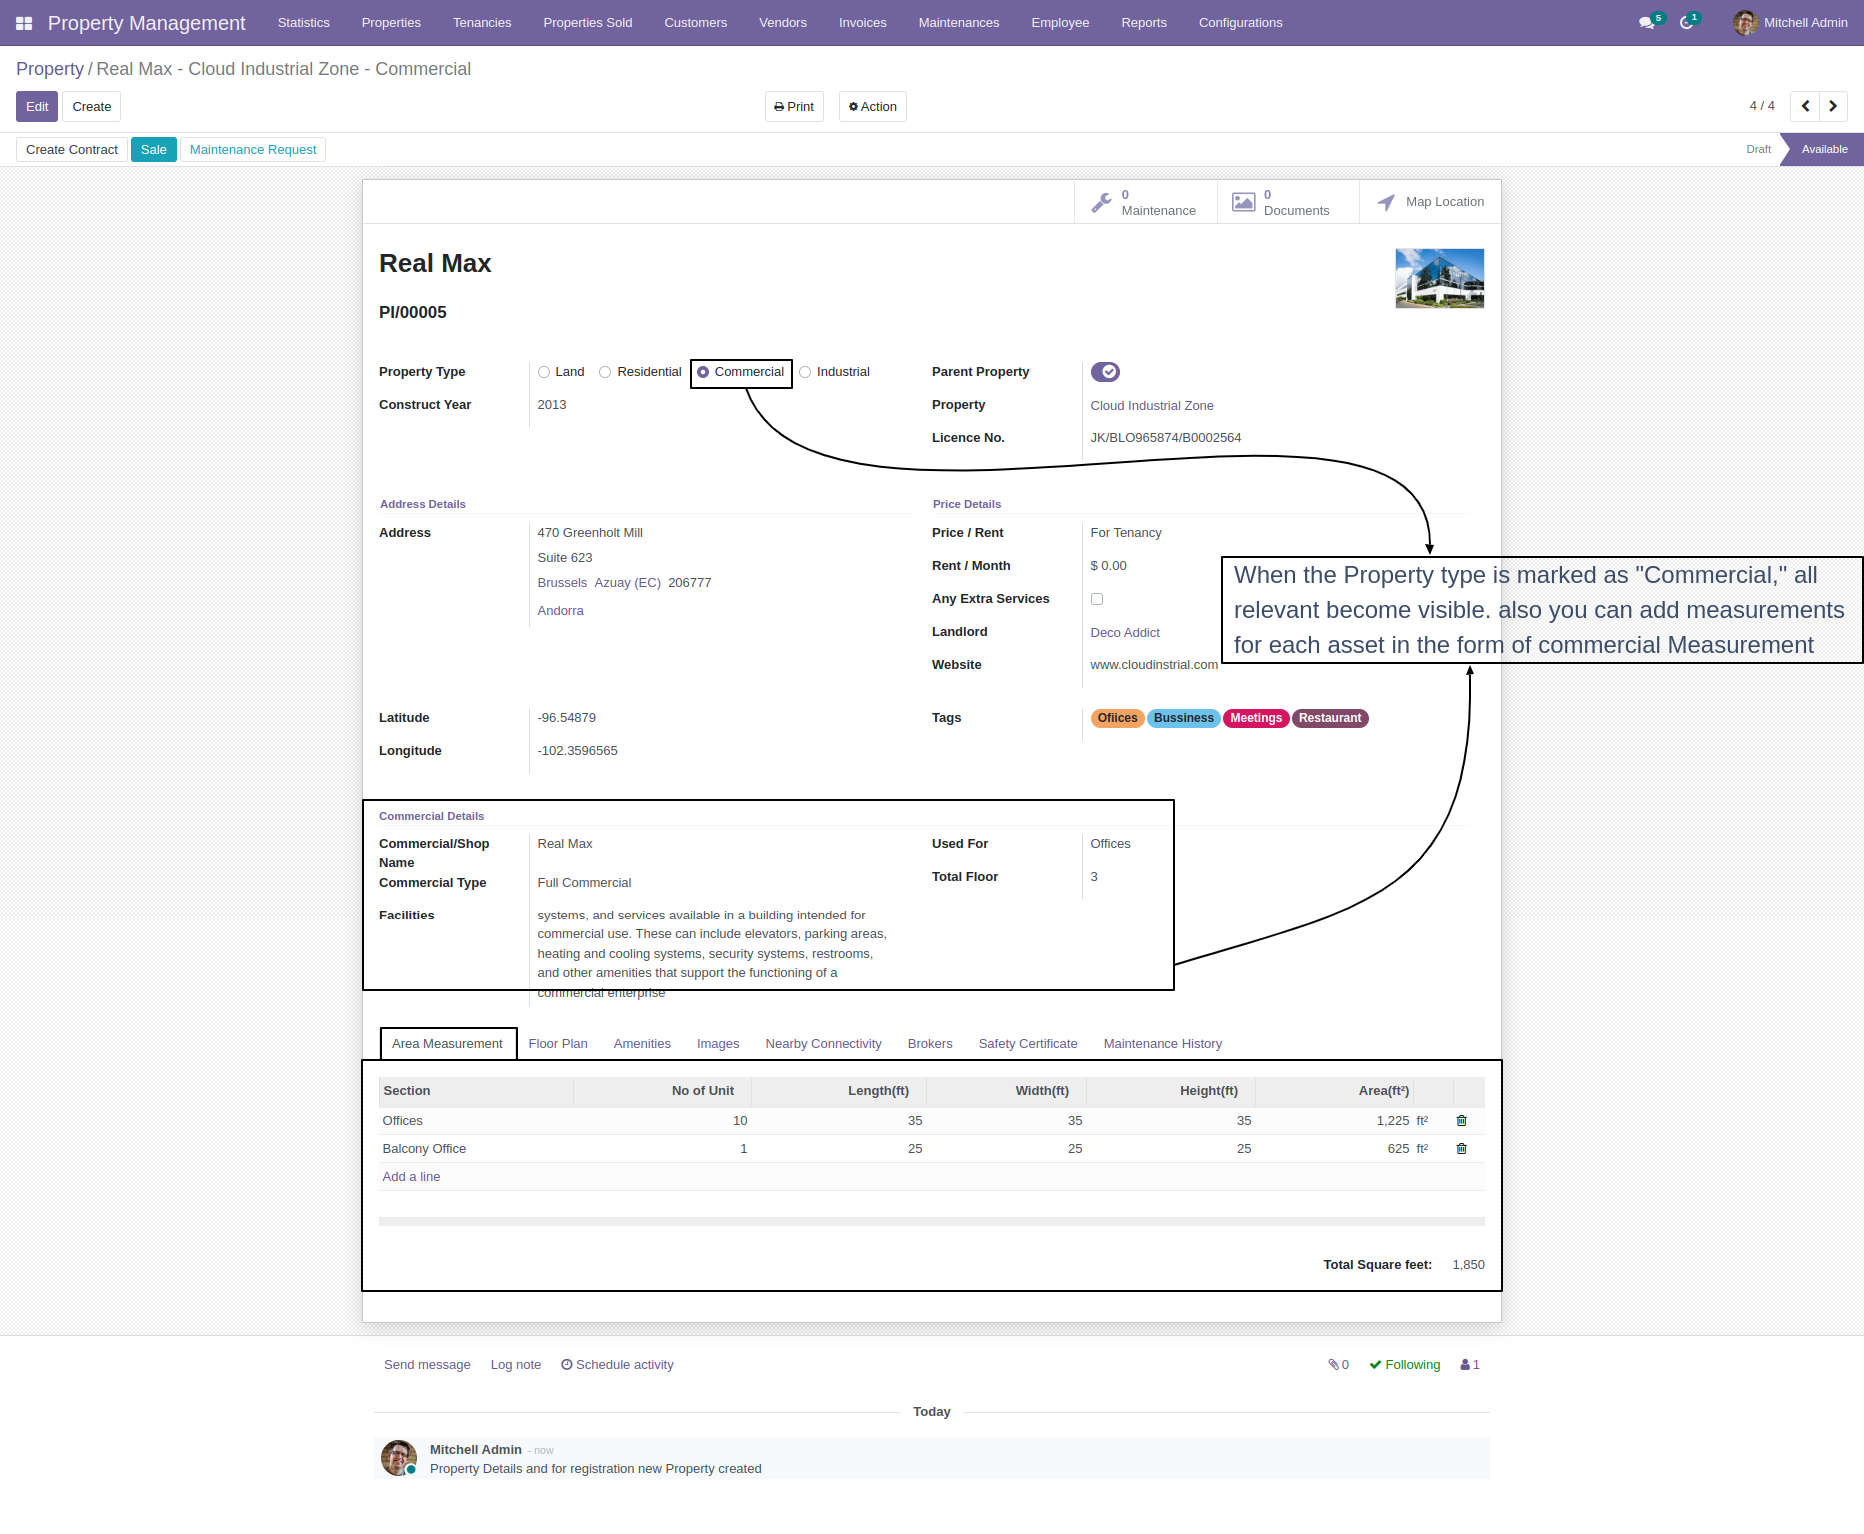 Property Management Statistics Properties Tenancies Properties Sold Customers Vendors Invoices Maintenances Employee Reports Configurations 5 1 Mitchell Admin
Property / Real Max - Cloud Industrial Zone - Commercial
Edit Create Print Action 4 / 4
Create Contract Sale Maintenance Request Draft Available
0 Maintenance
0 Documents
Map Location
Real Max
PI/00005
Property Type Land Residential Commercial Industrial
Construct Year 2013
Parent Property
Property Cloud Industrial Zone
Licence No. JK/BLO965874/B0002564
Address Details
Address 470 Greenholt Mill
Suite 623
Brussels Azuay (EC) 206777
Andorra
Price Details
Price / Rent For Tenancy
Rent / Month $ 0.00
Any Extra Services
Landlord Deco Addict
Website www.cloudinstrial.com
When the Property type is marked as "Commercial," all
relevant become visible. also you can add measurements
for each asset in the form of commercial Measurement
Latitude -96.54879
Longitude -102.3596565
Tags Ofiices Bussiness Meetings Restaurant
Commercial Details
Commercial/Shop Name Real Max
Commercial Type Full Commercial
Facilities systems, and services available in a building intended for
commercial use. These can include elevators, parking areas,
heating and cooling systems, security systems, restrooms,
and other amenities that support the functioning of a
commercial enterprise
Used For Offices
Total Floor 3
Area Measurement Floor Plan Amenities Images Nearby Connectivity Brokers Safety Certificate Maintenance History
Section No of Unit Length(ft) Width(ft) Height(ft) Area(ft²)
Offices 10 35 35 35 1,225 ft²
Balcony Office 1 25 25 25 625 ft²
Add a line
Total Square feet: 1,850
Send message Log note Schedule activity 0 Following 1
Today
Mitchell Admin - now
Property Details and for registration new Property created